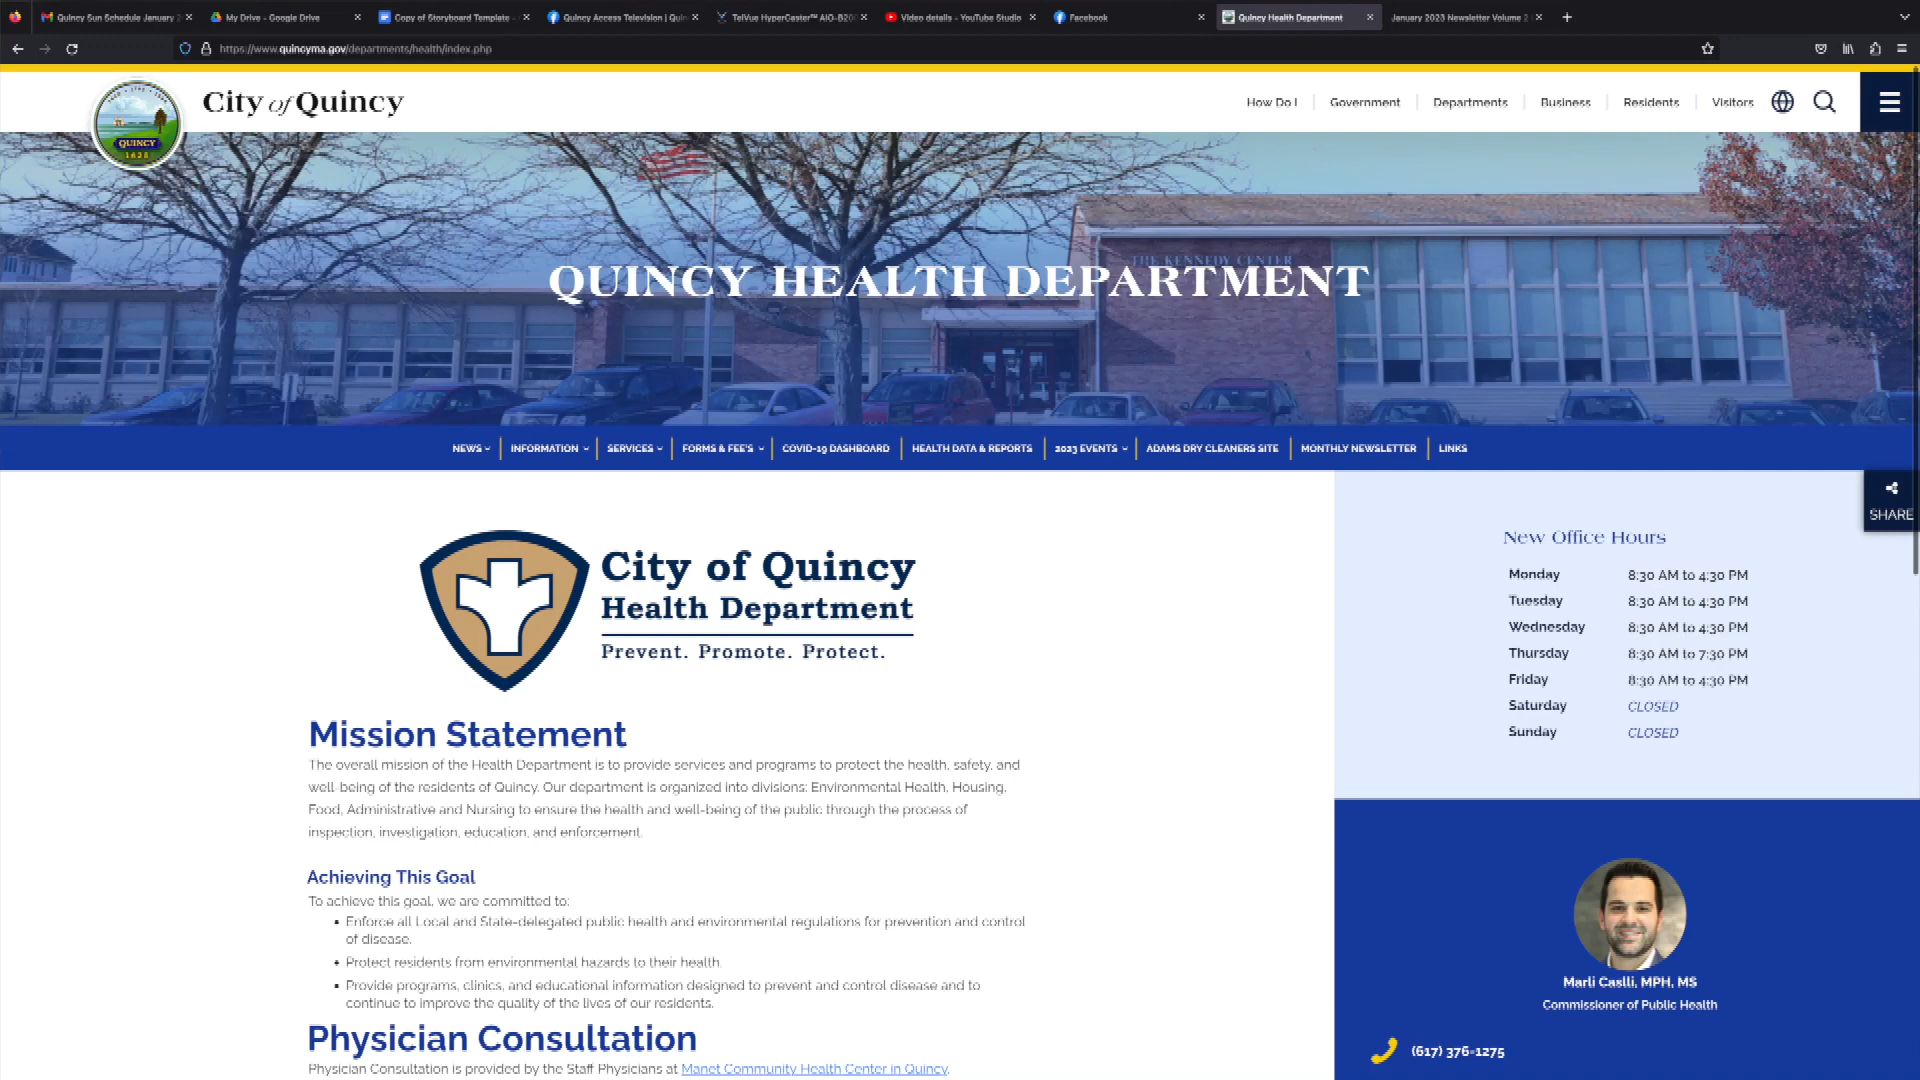 Quincy Sun Schedule January 2
My Drive - Google Drive
Copy of Storyboard Template -
Quincy Access Television | Quin
TelVue HyperCaster™ AIO-B20
Video details - YouTube Studio
Facebook
Quincy Health Department
January 2023 Newsletter Volume 2
https://www.quincyma.gov/departments/health/index.php
QUINCY
1625
City of Quincy
How Do I
Government
Departments
Business
Residents
Visitors
THE KENNEDY CENTER
QUINCY HEALTH DEPARTMENT
NEWS
INFORMATION
SERVICES
FORMS & FEE'S
COVID-19 DASHBOARD
HEALTH DATA & REPORTS
2023 EVENTS
ADAMS DRY CLEANERS SITE
MONTHLY NEWSLETTER
LINKS
SHARE
City of Quincy
Health Department
Prevent. Promote. Protect.
Mission Statement
The overall mission of the Health Department is to provide services and programs to protect the health, safety, and
well-being of the residents of Quincy. Our department is organized into divisions: Environmental Health, Housing,
Food, Administrative and Nursing to ensure the health and well-being of the public through the process of
inspection, investigation, education, and enforcement.
Achieving This Goal
To achieve this goal, we are committed to:
▪ Enforce all Local and State-delegated public health and environmental regulations for prevention and control
of disease.
▪ Protect residents from environmental hazards to their health.
▪ Provide programs, clinics, and educational information designed to prevent and control disease and to
continue to improve the quality of the lives of our residents.
Physician Consultation
Physician Consultation is provided by the Staff Physicians at Manet Community Health Center in Quincy.
New Office Hours
Monday 8:30 AM to 4:30 PM
Tuesday 8:30 AM to 4:30 PM
Wednesday 8:30 AM to 4:30 PM
Thursday 8:30 AM to 7:30 PM
Friday 8:30 AM to 4:30 PM
Saturday CLOSED
Sunday CLOSED
Marli Caslli, MPH, MS
Commissioner of Public Health
(617) 376-1275